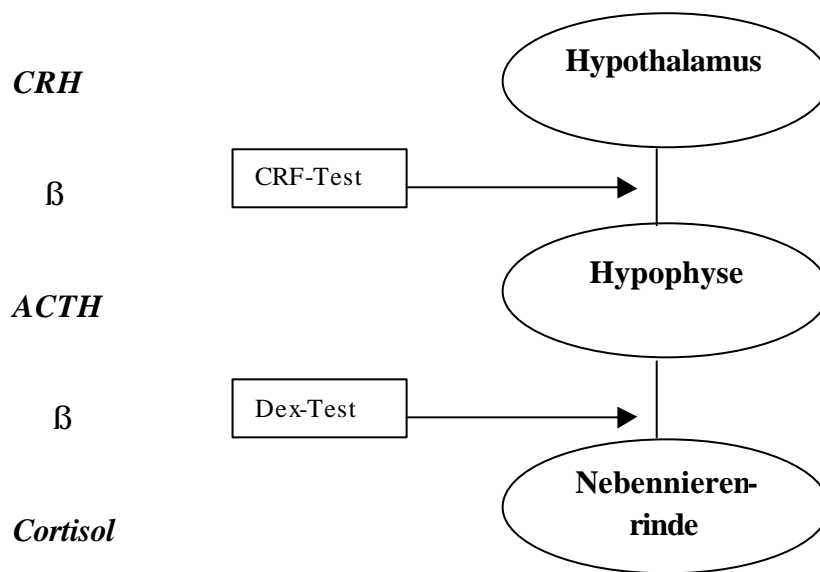 Hypothalamus
CRH
CRF-Test
ß
Hypophyse
ACTH
Dex-Test
ß
Nebennieren-
rinde
Cortisol